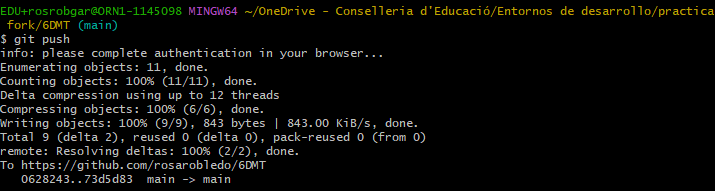 EDU+rosrobgar@ORN1-1145098 MINGW64 ~/OneDrive - Conselleria d'Educació/Entornos de desarrollo/practica
fork/6DMT (main)
$ git push
info: please complete authentication in your browser...
Enumerating objects: 11, done.
Counting objects: 100% (11/11), done.
Delta compression using up to 12 threads
Compressing objects: 100% (6/6), done.
Writing objects: 100% (9/9), 843 bytes | 843.00 KiB/s, done.
Total 9 (delta 2), reused 0 (delta 0), pack-reused 0 (from 0)
remote: Resolving deltas: 100% (2/2), done.
To https://github.com/rosarobledo/6DMT
   0628243..73d5d83  main -> main